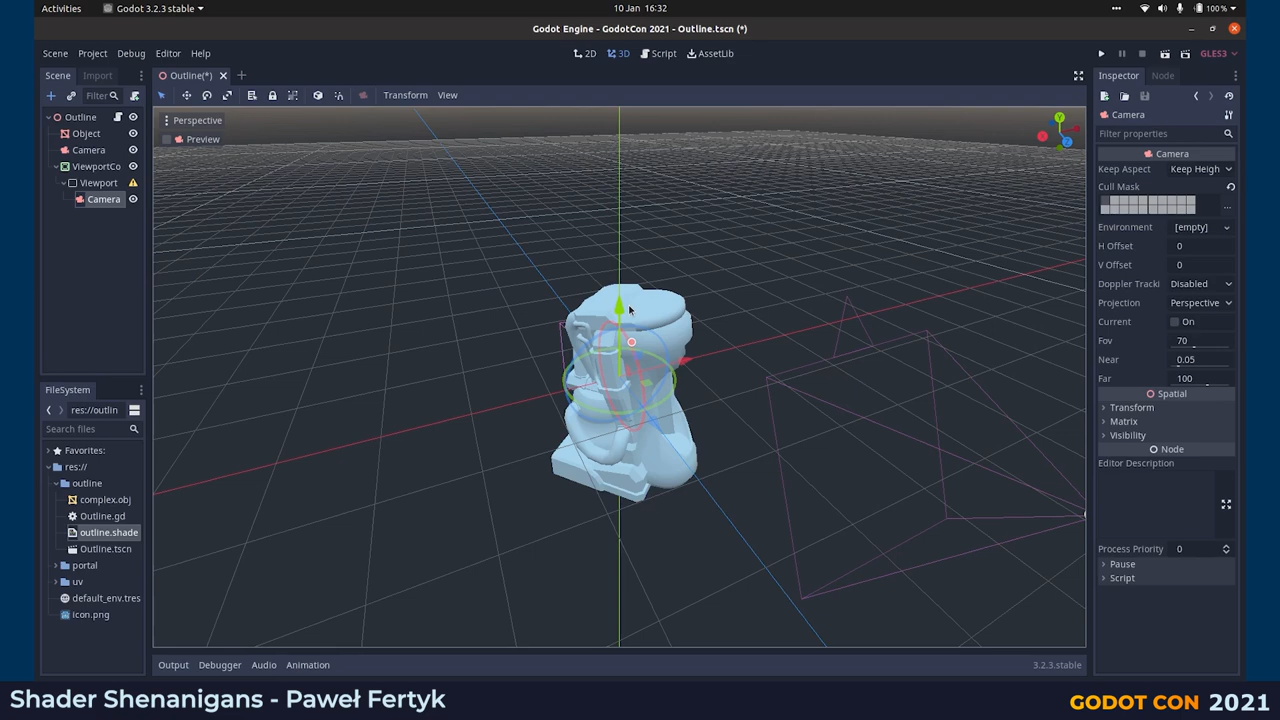 Activities
Godot 3.2.3 stable
10 Jan 16:32
100 %
Godot Engine - GodotCon 2021 - Outline.tscn (*)
Scene Project Debug Editor Help
2D 3D Script AssetLib
GLES3
Scene Import
Outline(*)
Inspector Node
Filter
Transform View
Outline
Object
Camera
ViewportCo
Viewport
Camera
Perspective
Preview
Y
Z
Camera
Filter properties
Camera
Keep Aspect Keep Heigh
Cull Mask
Environment [empty]
H Offset 0
V Offset 0
Doppler Tracki Disabled
Projection Perspective
Current On
Fov 70
Near 0.05
Far 100
Spatial
Transform
Matrix
Visibility
Node
Editor Description
Process Priority 0
Pause
Script
FileSystem
res://outlin
Search files
Favorites:
res://
outline
complex.obj
Outline.gd
outline.shade
Outline.tscn
portal
uv
default_env.tres
icon.png
Output Debugger Audio Animation
3.2.3.stable
Shader Shenanigans - Paweł Fertyk
GODOT CON 2021